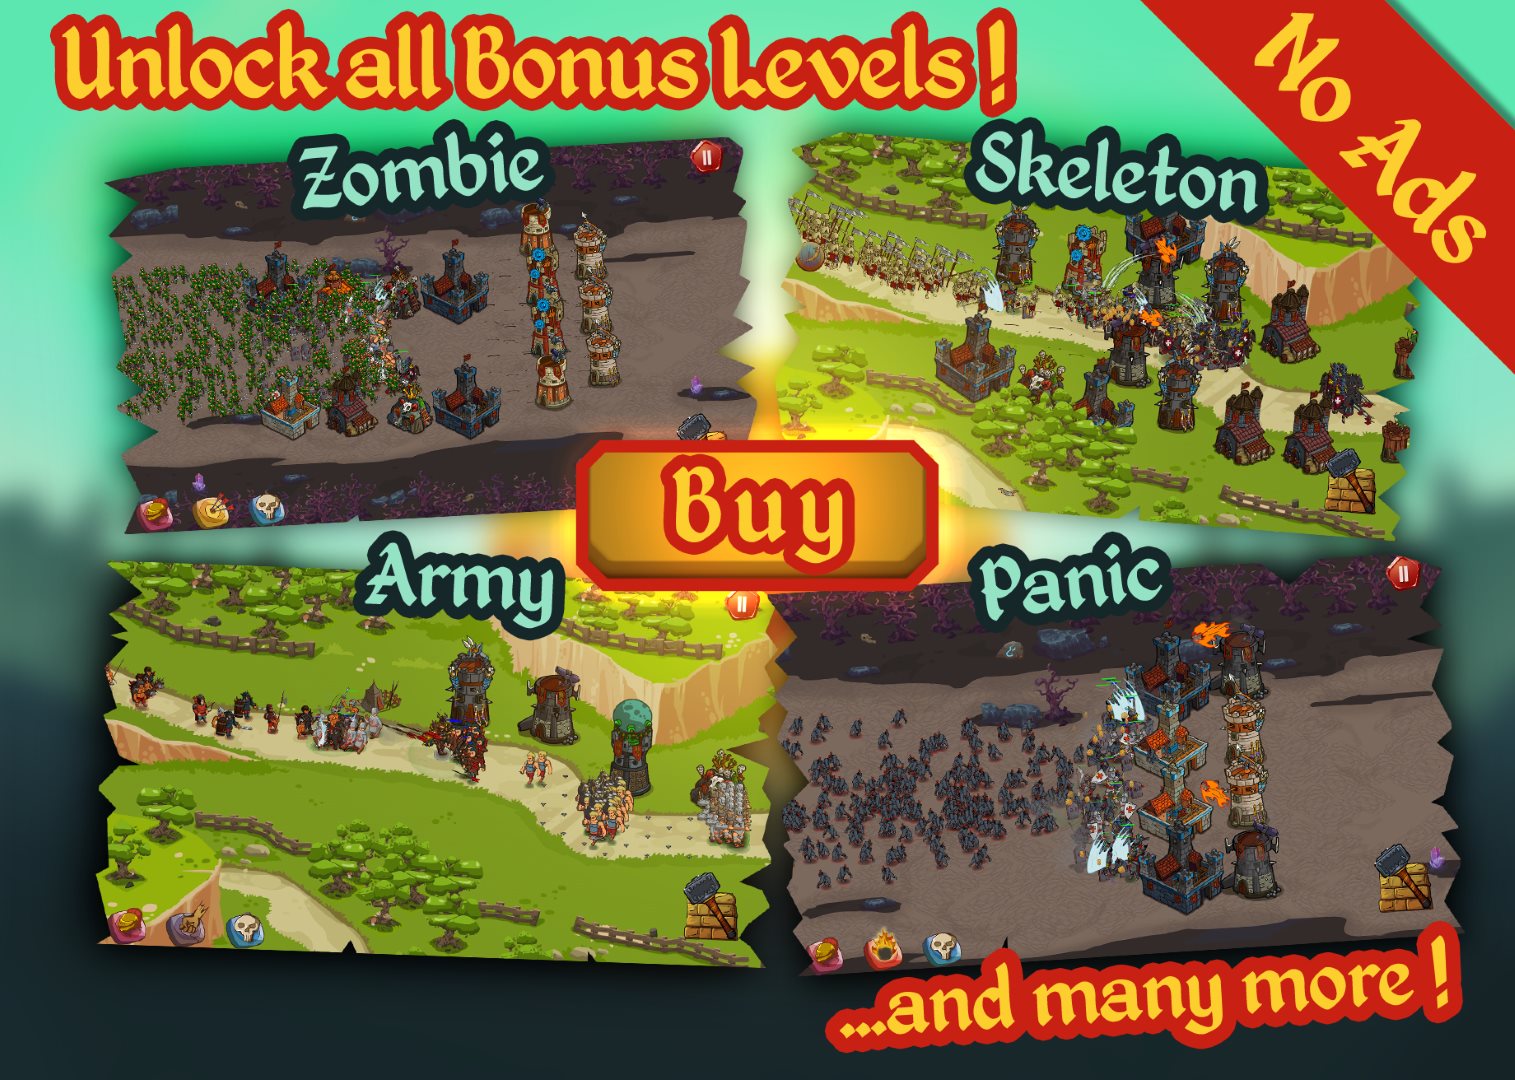 Unlock all Bonus Levels !
No Ads
Zombie
Skeleton
Buy
Army
Panic
...and many more !